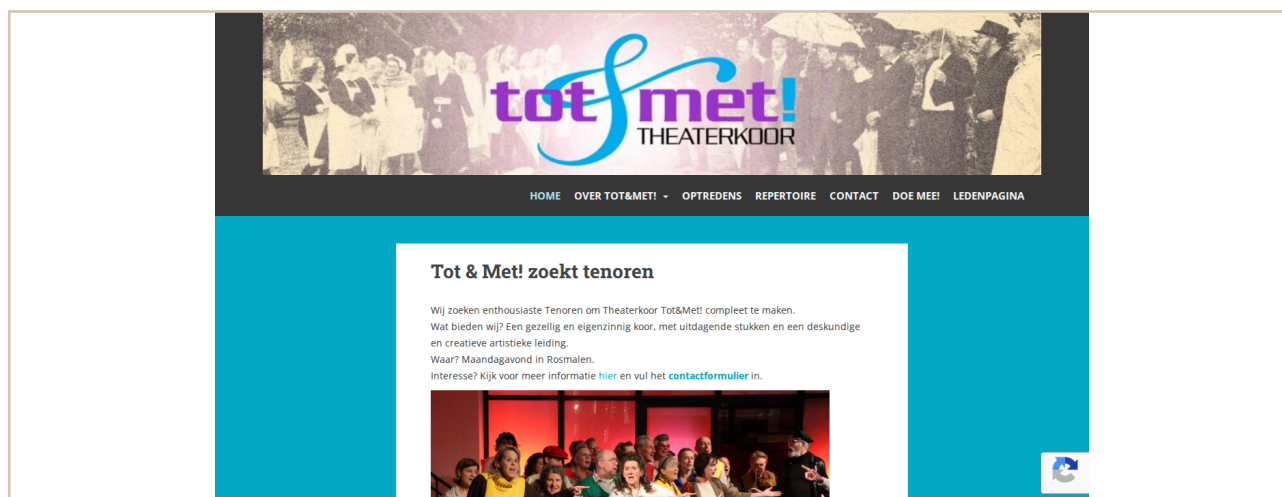 tot & met!
THEATERKOOR
HOME OVER TOT&MET! OPTREDENS REPERTOIRE CONTACT DOE MEE! LEDENPAGINA
Tot & Met! zoekt tenoren
Wij zoeken enthousiaste Tenoren om Theaterkoor Tot&Met! compleet te maken.
Wat bieden wij? Een gezellig en eigenzinnig koor, met uitdagende stukken en een deskundige
en creatieve artistieke leiding.
Waar? Maandagavond in Rosmalen.
Interesse? Kijk voor meer informatie hier en vul het contactformulier in.